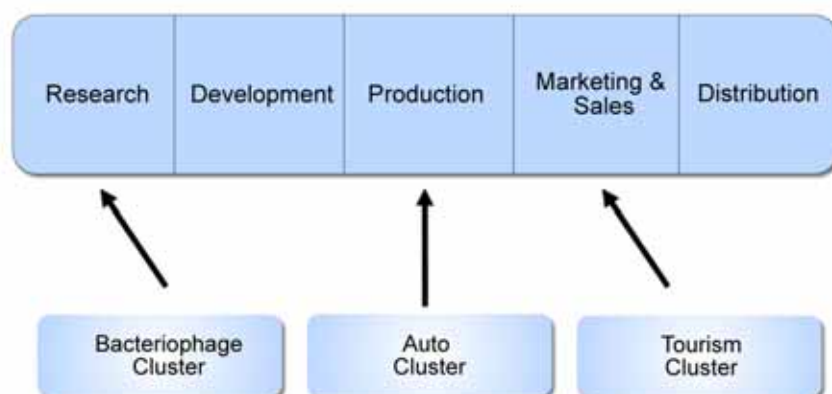 Research
Development
Production
Marketing &
Sales
Distribution
Bacteriophage
Cluster
Auto
Cluster
Tourism
Cluster